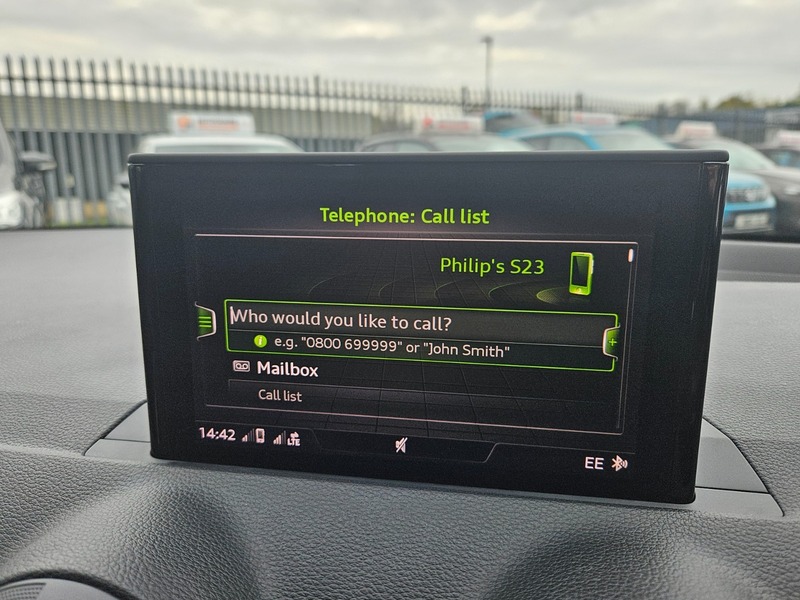 Telephone: Call list
Philip's S23
Who would you like to call?
e.g. "0800 699999" or "John Smith"
Mailbox
Call list
14:42
LTE
EE